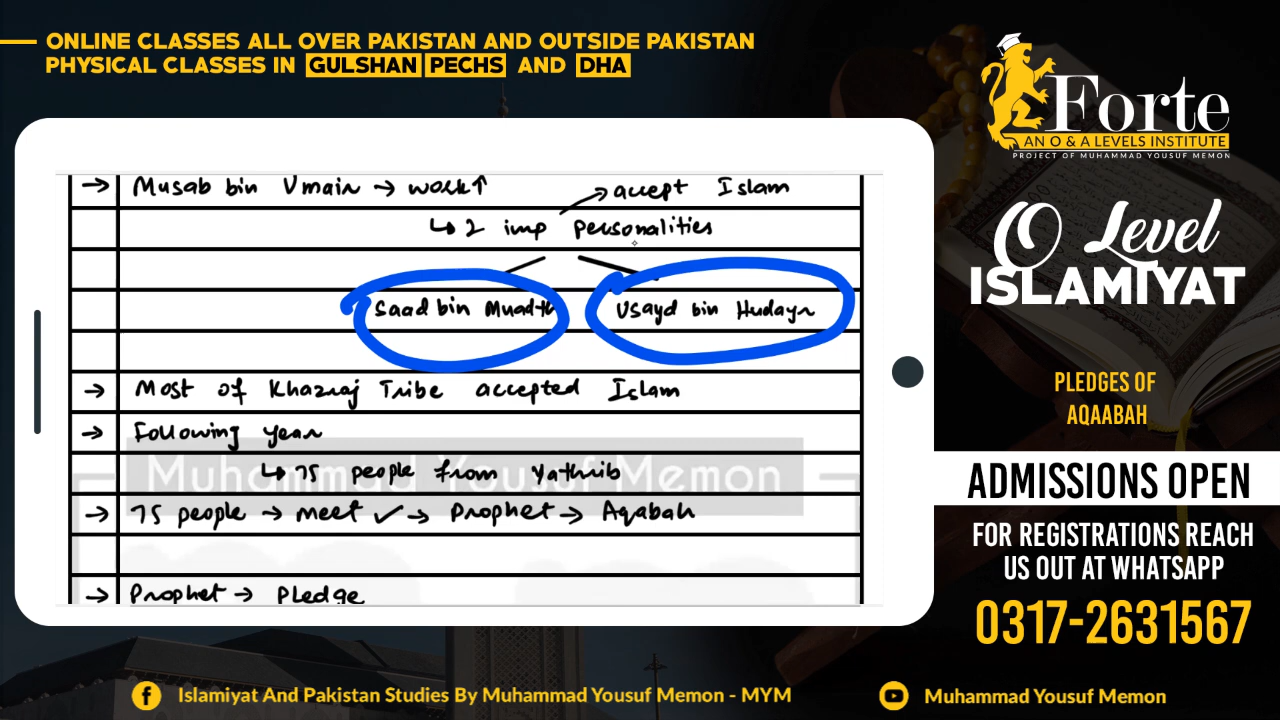 ONLINE CLASSES ALL OVER PAKISTAN AND OUTSIDE PAKISTAN
PHYSICAL CLASSES IN GULSHAN PECHS AND DHA
Forte
AN O & A LEVELS INSTITUTE
PROJECT OF MUHAMMAD YOUSUF MEMON
→ Musab bin Umair → work↑ → accept Islam
↳ 2 imp personalities
Saad bin Muadth Usayd bin Hudayr
→ Most of Khazraj Tribe accepted Islam
→ Following year
↳ 75 people from Yathrib
→ 75 people → meet ✓ → Prophet → Aqabah
→ Prophet → Pledge
Muhammad Yousuf Memon
O Level
ISLAMIYAT
PLEDGES OF
AQAABAH
ADMISSIONS OPEN
FOR REGISTRATIONS REACH
US OUT AT WHATSAPP
0317-2631567
Islamiyat And Pakistan Studies By Muhammad Yousuf Memon - MYM
Muhammad Yousuf Memon